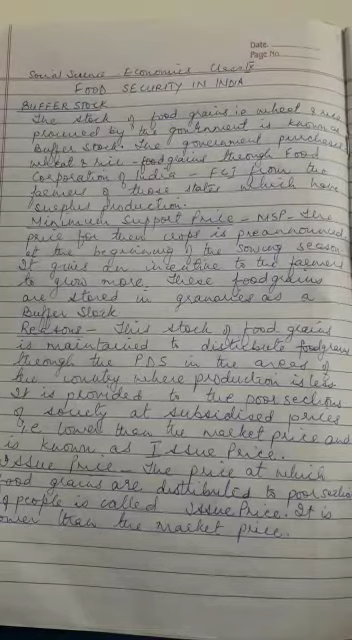 Date
Page No.
Social Science Economics Class IX
FOOD SECURITY IN INDIA
BUFFER STOCK
The stock of food grains ie wheat & rice
procured by the government is known as
Buffer Stock. The government purchases
wheat & rice - foodgrains through Food
Corporation of India - FCI from the
farmers of those states which have
surplus production.
Minimum Support Price - MSP - The
price for their crops is preannounced
at the beginning of the sowing season
It gives an incentive to the farmers
to grow more. These foodgrains
are stored in granaries as a
Buffer Stock
Reasons - This stock of food grains
is maintained to distribute foodgrains
through the PDS in the areas of
the country where production is less
It is provided to the poor sections
of society at subsidised prices
i.e lower than the market price and
is known as Issue Price.
Issue Price - The price at which
food grains are distributed to poor section
of people is called Issue Price. It is
lower than the market price.